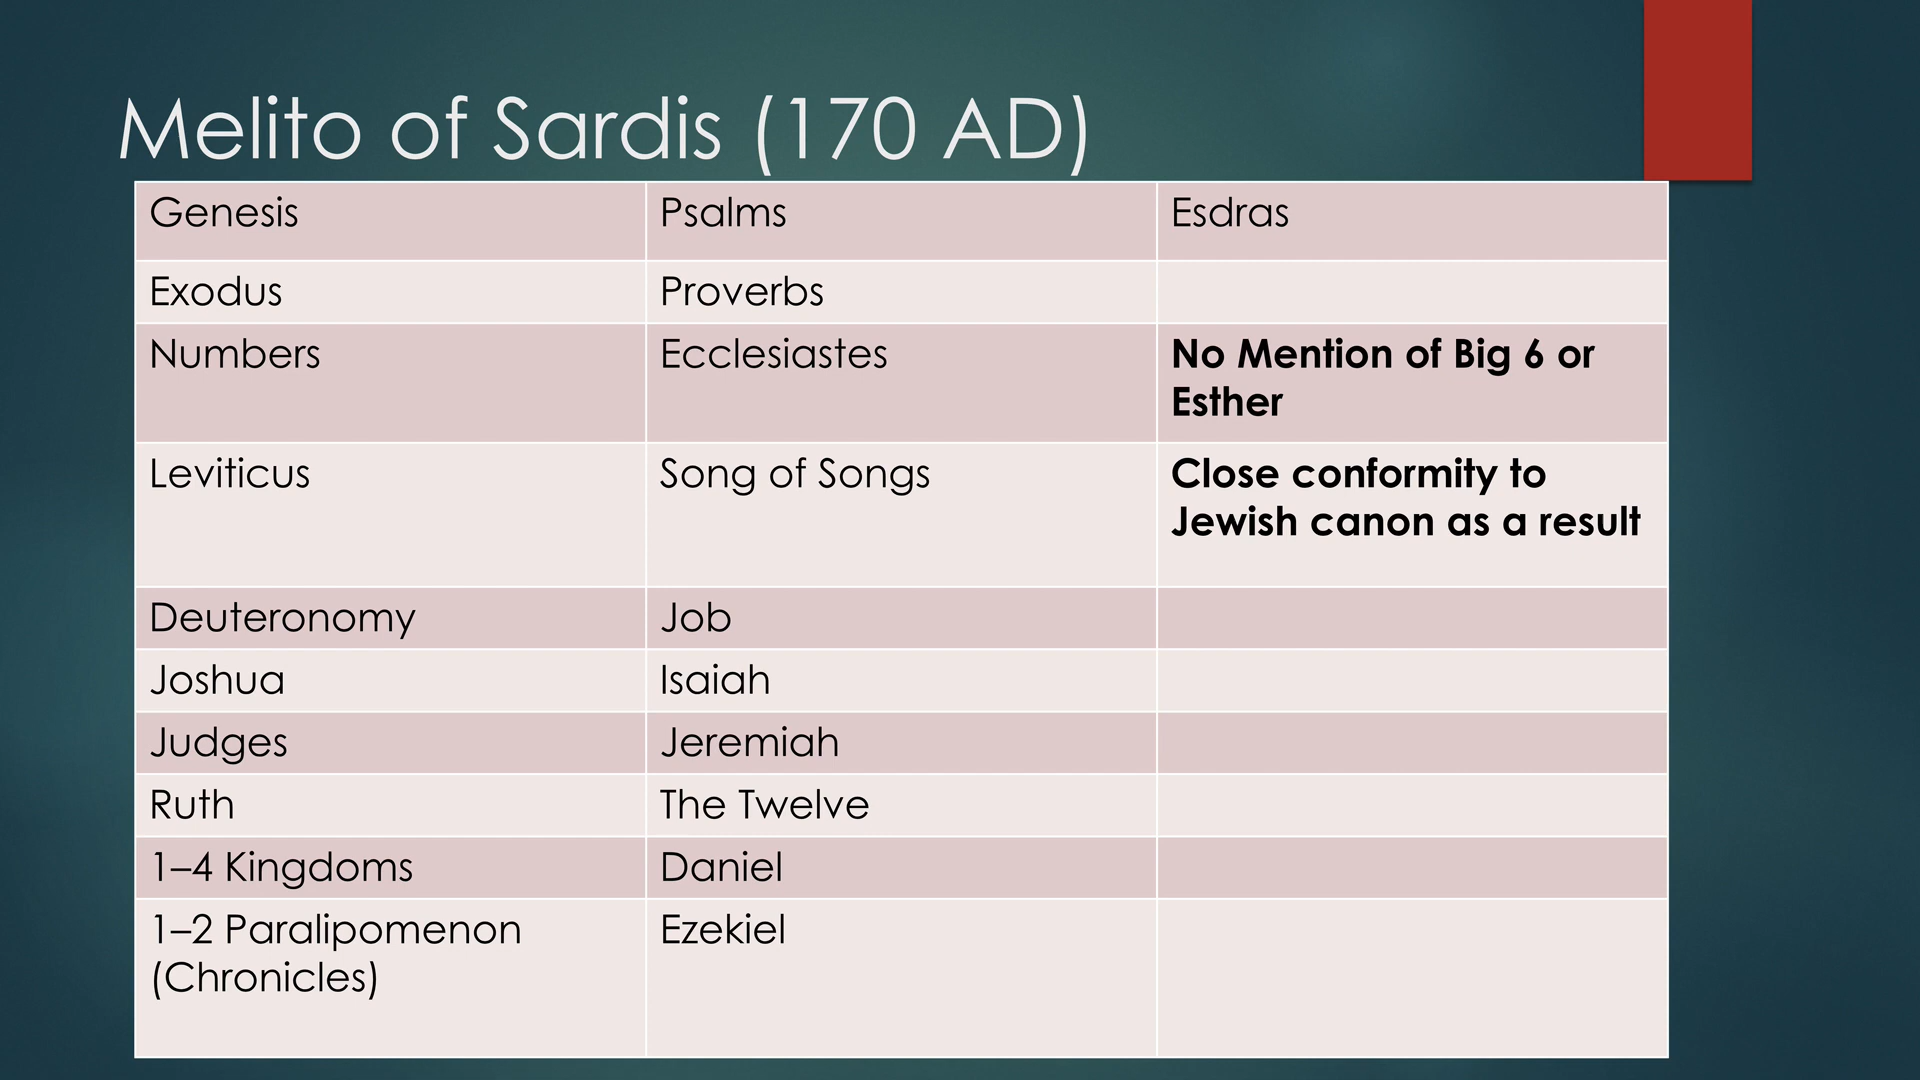 Melito of Sardis (170 AD)
Genesis
Psalms
Esdras
Exodus
Proverbs
Numbers
Ecclesiastes
No Mention of Big 6 or
Esther
Leviticus
Song of Songs
Close conformity to
Jewish canon as a result
Deuteronomy
Job
Joshua
Isaiah
Judges
Jeremiah
Ruth
The Twelve
1–4 Kingdoms
Daniel
1–2 Paralipomenon
(Chronicles)
Ezekiel